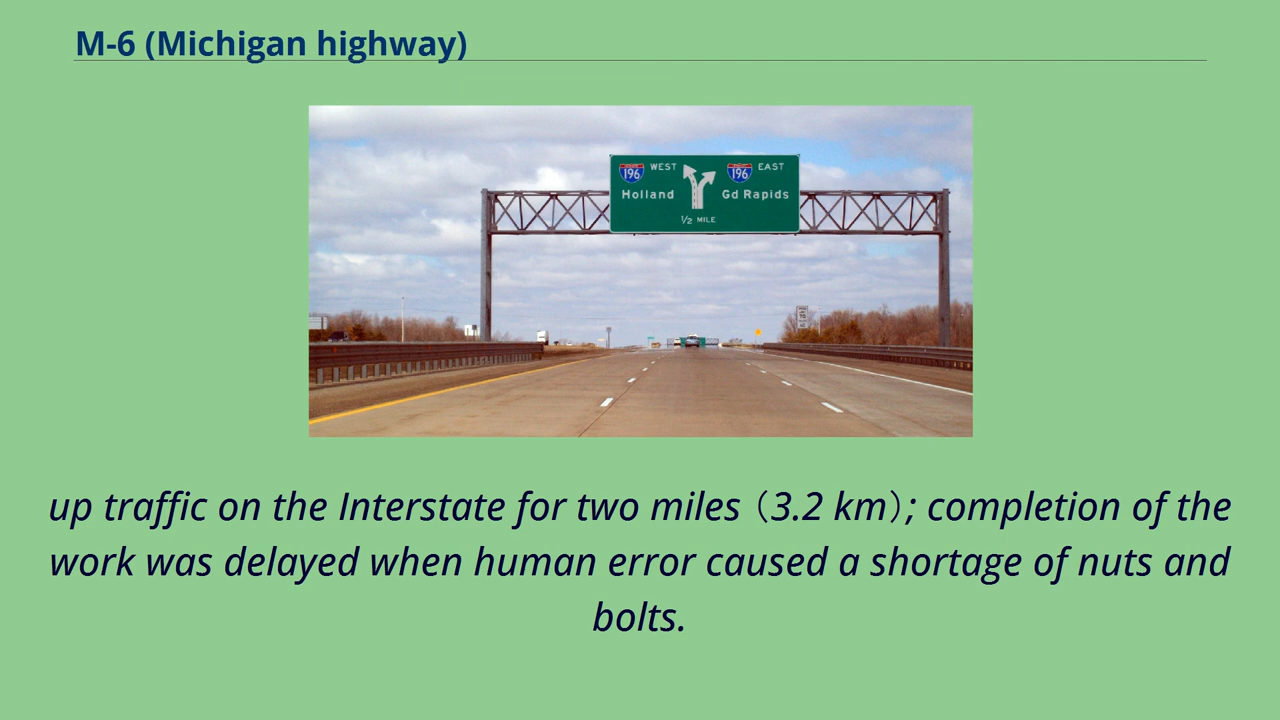 M-6 (Michigan highway)
196 WEST 196 EAST
Holland Gd Rapids
1/2 MILE
up traffic on the Interstate for two miles (3.2 km); completion of the
work was delayed when human error caused a shortage of nuts and
bolts.